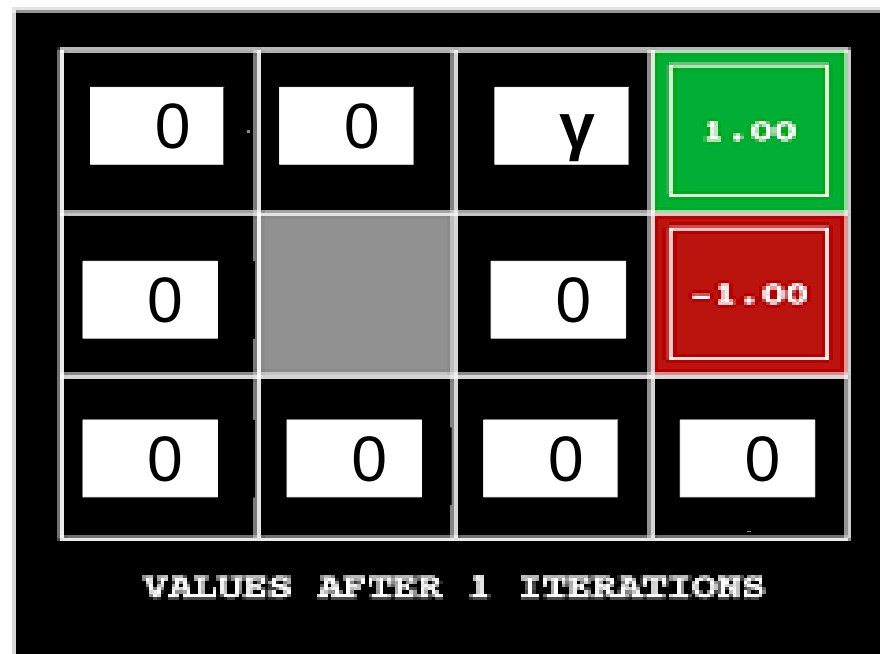 0 0 γ 1.00
0 0 -1.00
0 0 0 0
VALUES AFTER 1 ITERATIONS